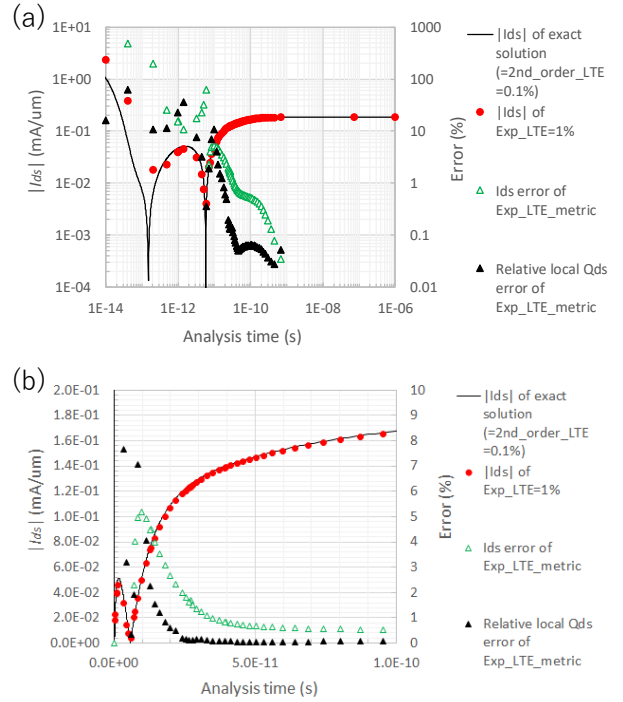 (a)
1E+01
1E+00
1E-01
1E-02
1E-03
1E-04
|Ids| (mA/um)
1000
100
10
1
0.1
0.01
Error (%)
1E-14
1E-12
1E-10
1E-08
1E-06
Analysis time (s)
|Ids| of exact
solution
(=2nd_order_LTE
=0.1%)
|Ids| of
Exp_LTE=1%
Ids error of
Exp_LTE_metric
Relative local Qds
error of
Exp_LTE_metric
(b)
2.0E-01
1.8E-01
1.6E-01
1.4E-01
1.2E-01
1.0E-01
8.0E-02
6.0E-02
4.0E-02
2.0E-02
0.0E+00
|Ids| (mA/um)
10
9
8
7
6
5
4
3
2
1
0
Error (%)
0.0E+00
5.0E-11
1.0E-10
Analysis time (s)
|Ids| of exact
solution
(=2nd_order_LTE
=0.1%)
|Ids| of
Exp_LTE=1%
Ids error of
Exp_LTE_metric
Relative local Qds
error of
Exp_LTE_metric